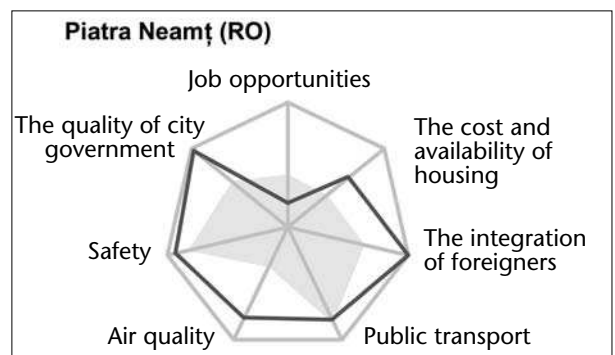 Piatra Neamț (RO)
Job opportunities
The quality of city
government
The cost and
availability of
housing
Safety
The integration
of foreigners
Air quality
Public transport